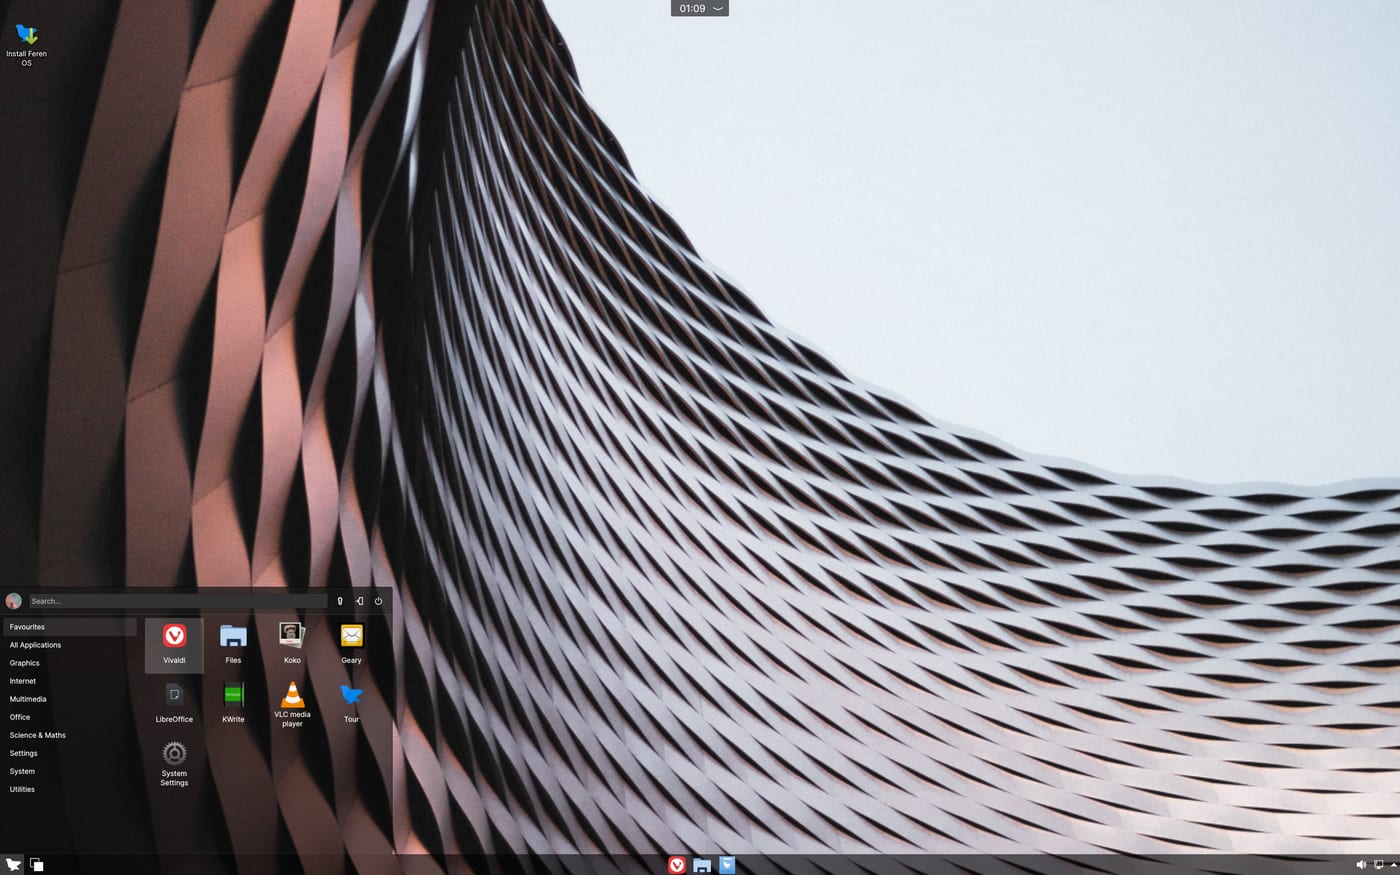 01:09
Install Feren
OS
Search...
Favourites
All Applications
Graphics
Internet
Multimedia
Office
Science & Maths
Settings
System
Utilities
Vivaldi
Files
Koko
Geary
LibreOffice
KWrite
VLC media
player
Tour
System
Settings